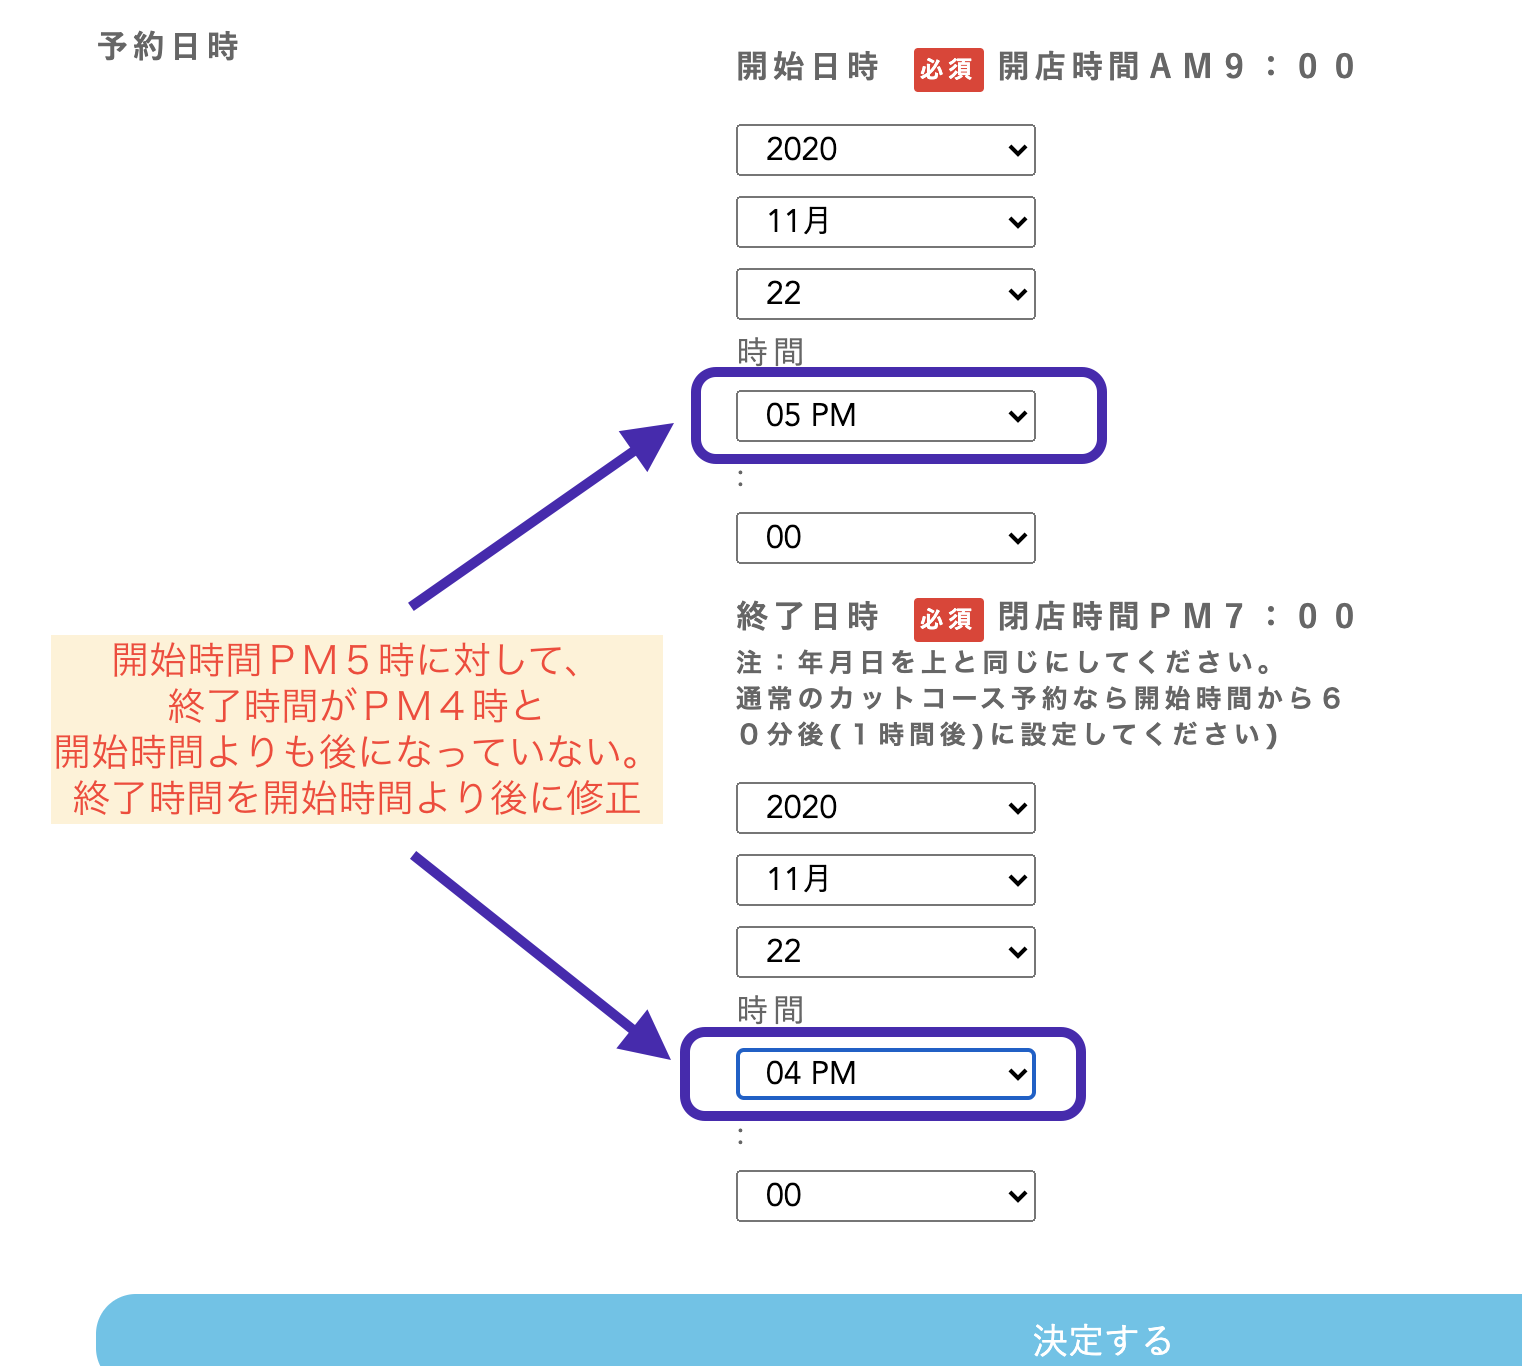 予約日時
開始日時 必須 開店時間ＡＭ９：００
2020
11月
22
時間
05 PM
:
00
開始時間ＰＭ５時に対して、
終了時間がＰＭ４時と
開始時間よりも後になっていない。
終了時間を開始時間より後に修正
終了日時 必須 閉店時間ＰＭ７：００
注：年月日を上と同じにしてください。
通常のカットコース予約なら開始時間から６
０分後(１時間後)に設定してください)
2020
11月
22
時間
04 PM
:
00
決定する